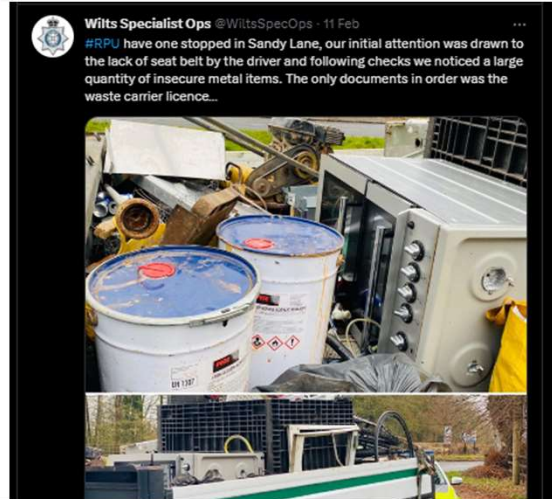 Wilts Specialist Ops @WiltsSpecOps · 11 Feb
#RPU have one stopped in Sandy Lane, our initial attention was drawn to
the lack of seat belt by the driver and following checks we noticed a large
quantity of insecure metal items. The only documents in order was the
waste carrier licence...